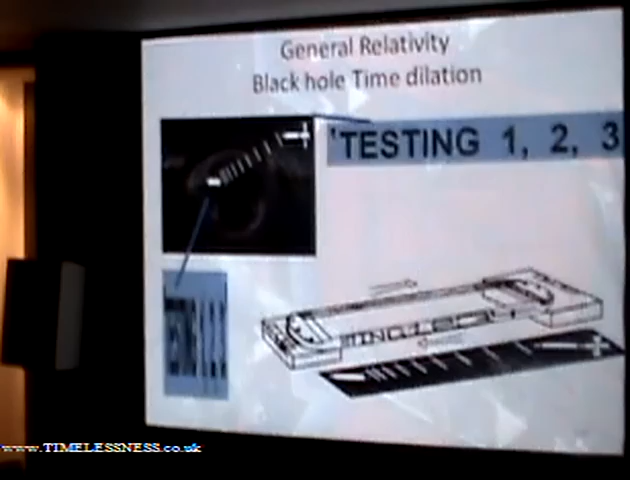 General Relativity
Black hole Time dilation
'TESTING 1, 2, 3
www.TIMELESSNESS.co.uk